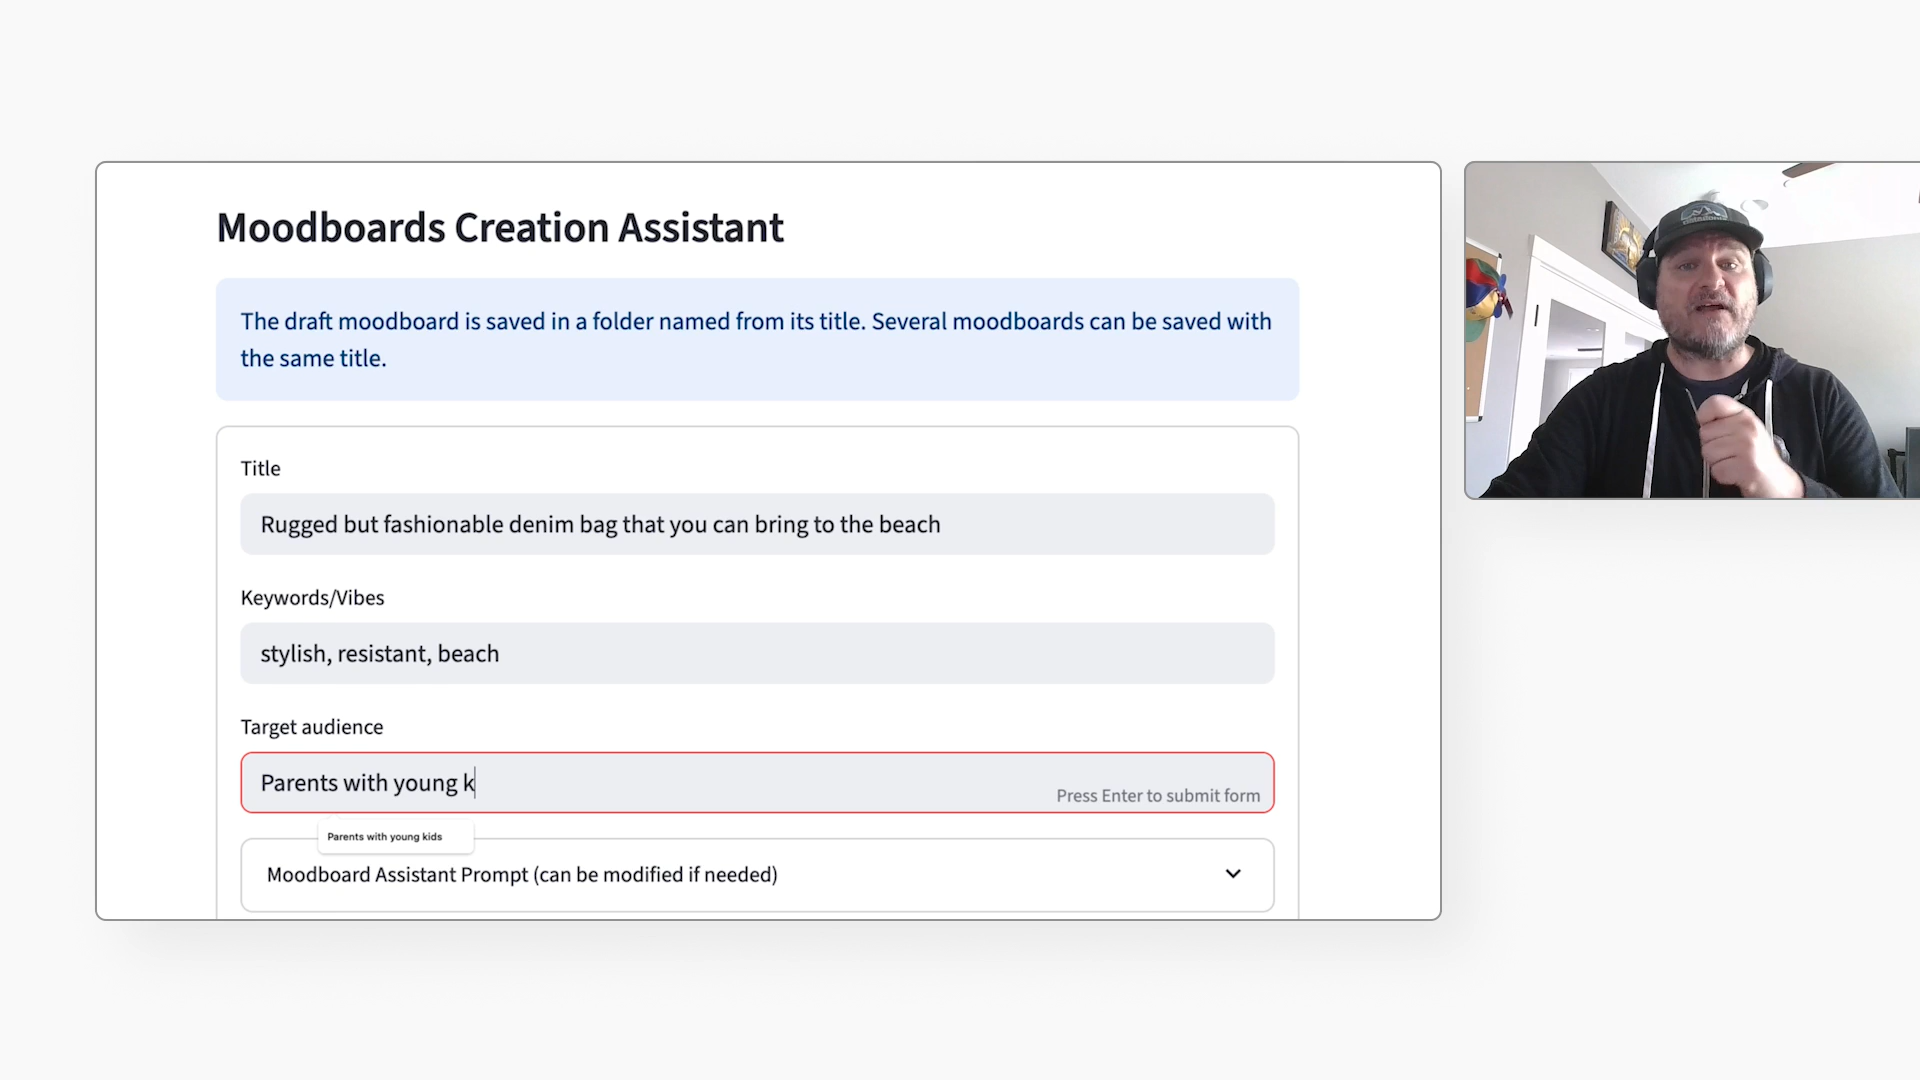 Moodboards Creation Assistant
The draft moodboard is saved in a folder named from its title. Several moodboards can be saved with
the same title.
Title
Rugged but fashionable denim bag that you can bring to the beach
Keywords/Vibes
stylish, resistant, beach
Target audience
Parents with young k
Press Enter to submit form
Parents with young kids
Moodboard Assistant Prompt (can be modified if needed)